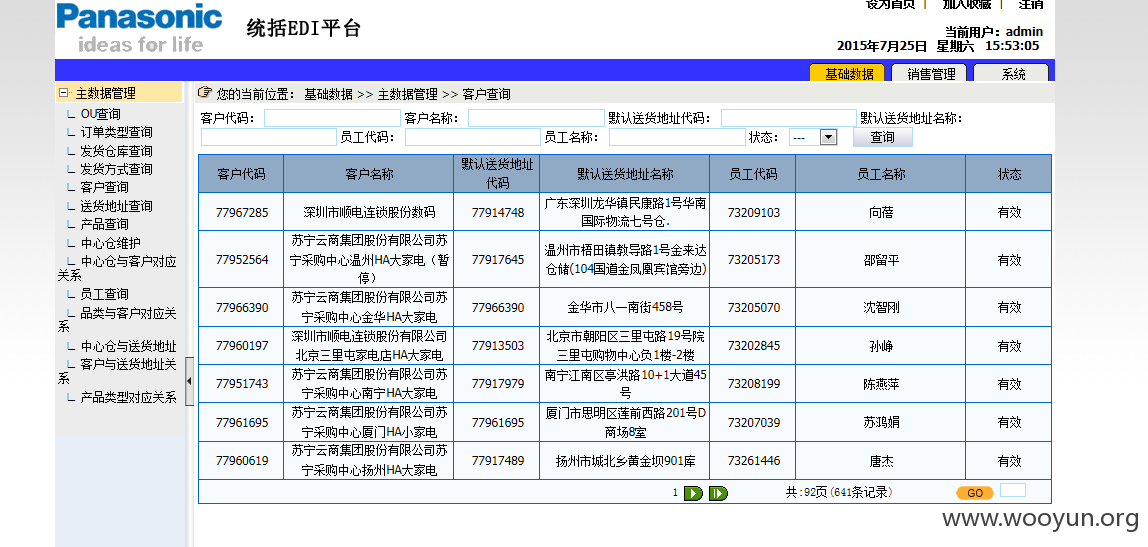 Panasonic
ideas for life
统括EDI平台
设为首页 | 加入收藏 | 注销
当前用户：admin
2015年7月25日 星期六 15:53:05
基础数据
销售管理
系统
主数据管理
OU查询
订单类型查询
发货仓库查询
发货方式查询
客户查询
送货地址查询
产品查询
中心仓维护
中心仓与客户对应
关系
员工查询
品类与客户对应关
系
中心仓与送货地址
客户与送货地址关
系
产品类型对应关系
您的当前位置： 基础数据 >> 主数据管理 >> 客户查询
客户代码： 客户名称： 默认送货地址代码： 默认送货地址名称：
员工代码： 员工名称： 状态： --- 查询
客户代码 客户名称 默认送货地址代码 默认送货地址名称 员工代码 员工名称 状态
77967285 深圳市顺电连锁股份数码 77914748 广东深圳龙华镇民康路1号华南国际物流七号仓. 73209103 向蓓 有效
77952564 苏宁云商集团股份有限公司苏宁采购中心温州HA大家电（暂停） 77917645 温州市梧田镇教导路1号金来达仓储(104国道金凤凰宾馆旁边) 73205173 邵留平 有效
77966390 苏宁云商集团股份有限公司苏宁采购中心金华HA大家电 77966390 金华市八一南街458号 73205070 沈智刚 有效
77960197 深圳市顺电连锁股份有限公司北京三里屯家电店HA大家电 77913503 北京市朝阳区三里屯路19号院三里屯购物中心负1楼-2楼 73202845 孙峥 有效
77951743 苏宁云商集团股份有限公司苏宁采购中心南宁HA大家电 77917979 南宁江南区亭洪路10+1大道45号 73208199 陈燕萍 有效
77961695 苏宁云商集团股份有限公司苏宁采购中心厦门HA小家电 77961695 厦门市思明区莲前西路201号D商场8室 73207039 苏鸿娟 有效
77960619 苏宁云商集团股份有限公司苏宁采购中心扬州HA大家电 77917489 扬州市城北乡黄金坝901库 73261446 唐杰 有效
1 共:92页(641条记录) GO
www.wooyun.org